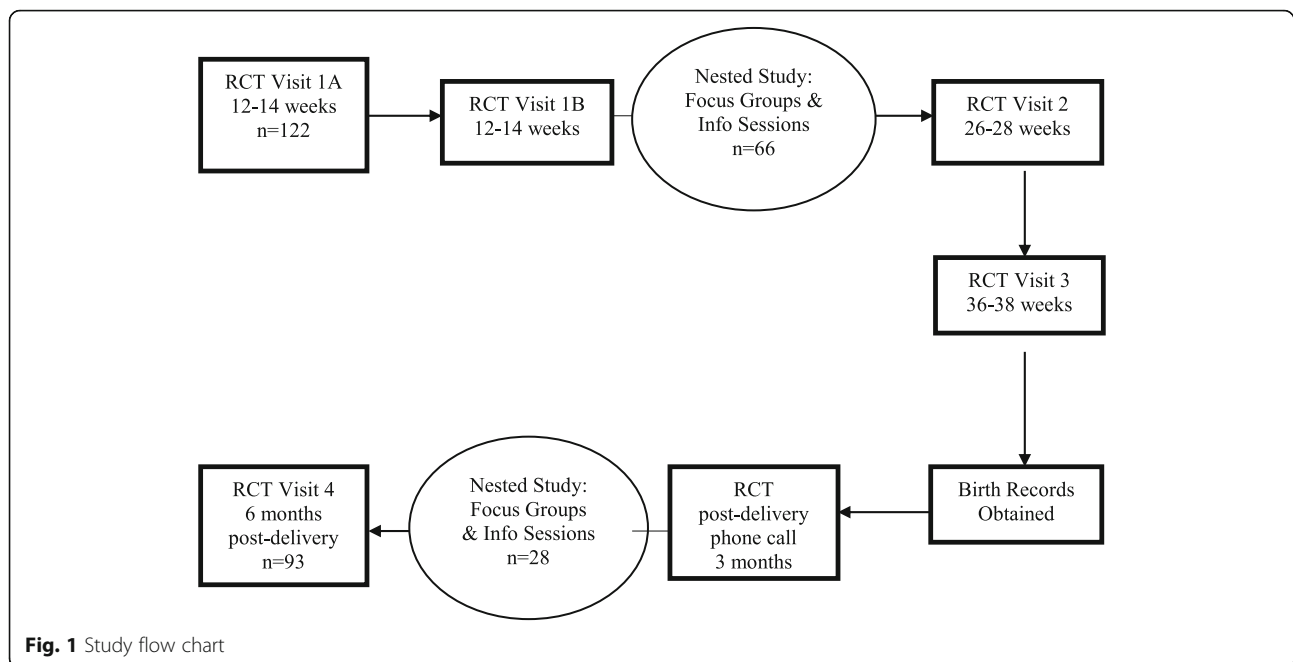 RCT Visit 1A
12-14 weeks
n=122
RCT Visit 1B
12-14 weeks
Nested Study:
Focus Groups &
Info Sessions
n=66
RCT Visit 2
26-28 weeks
RCT Visit 3
36-38 weeks
Birth Records
Obtained
RCT
post-delivery
phone call
3 months
Nested Study:
Focus Groups
& Info Sessions
n=28
RCT Visit 4
6 months
post-delivery
n=93
Fig. 1 Study flow chart